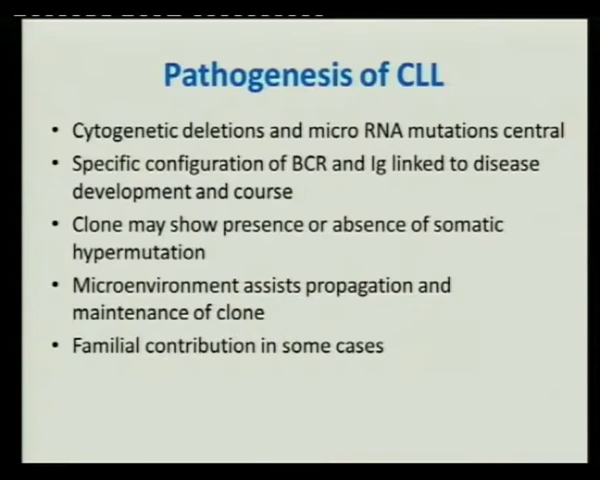 Pathogenesis of CLL
• Cytogenetic deletions and micro RNA mutations central
• Specific configuration of BCR and Ig linked to disease
development and course
• Clone may show presence or absence of somatic
hypermutation
• Microenvironment assists propagation and
maintenance of clone
• Familial contribution in some cases